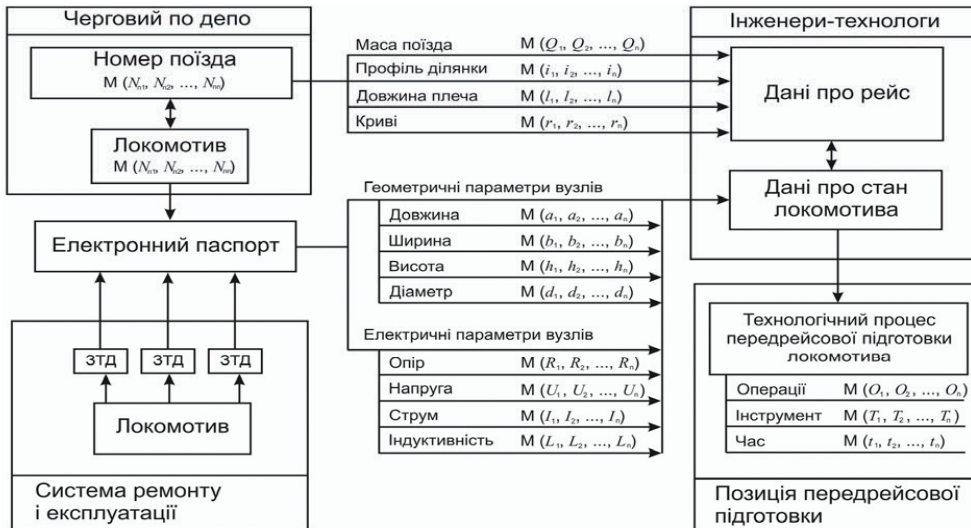 Черговий по депо
Номер поїзда
М (Nп1, Nп2, ..., Nпп)
Локомотив
М (Nп1, Nп2, ..., Nпп)
Електронний паспорт
ЗТД ЗТД ЗТД
Локомотив
Система ремонту
і експлуатації
Маса поїзда М (Q1, Q2, ..., Qn)
Профіль ділянки М (i1, i2, ..., in)
Довжина плеча М (l1, l2, ..., ln)
Криві М (r1, r2, ..., rn)
Геометричні параметри вузлів
Довжина М (a1, a2, ..., an)
Ширина М (b1, b2, ..., bn)
Висота М (h1, h2, ..., hn)
Діаметр М (d1, d2, ..., dn)
Електричні параметри вузлів
Опір М (R1, R2, ..., Rn)
Напруга М (U1, U2, ..., Un)
Струм М (I1, I2, ..., In)
Індуктивність М (L1, L2, ..., Ln)
Інженери-технологи
Дані про рейс
Дані про стан
локомотива
Технологічний процес
передрейсової підготовки
локомотива
Операції М (O1, O2, ..., On)
Інструмент М (T1, T2, ..., Tn)
Час М (t1, t2, ..., tn)
Позиція передрейсової
підготовки